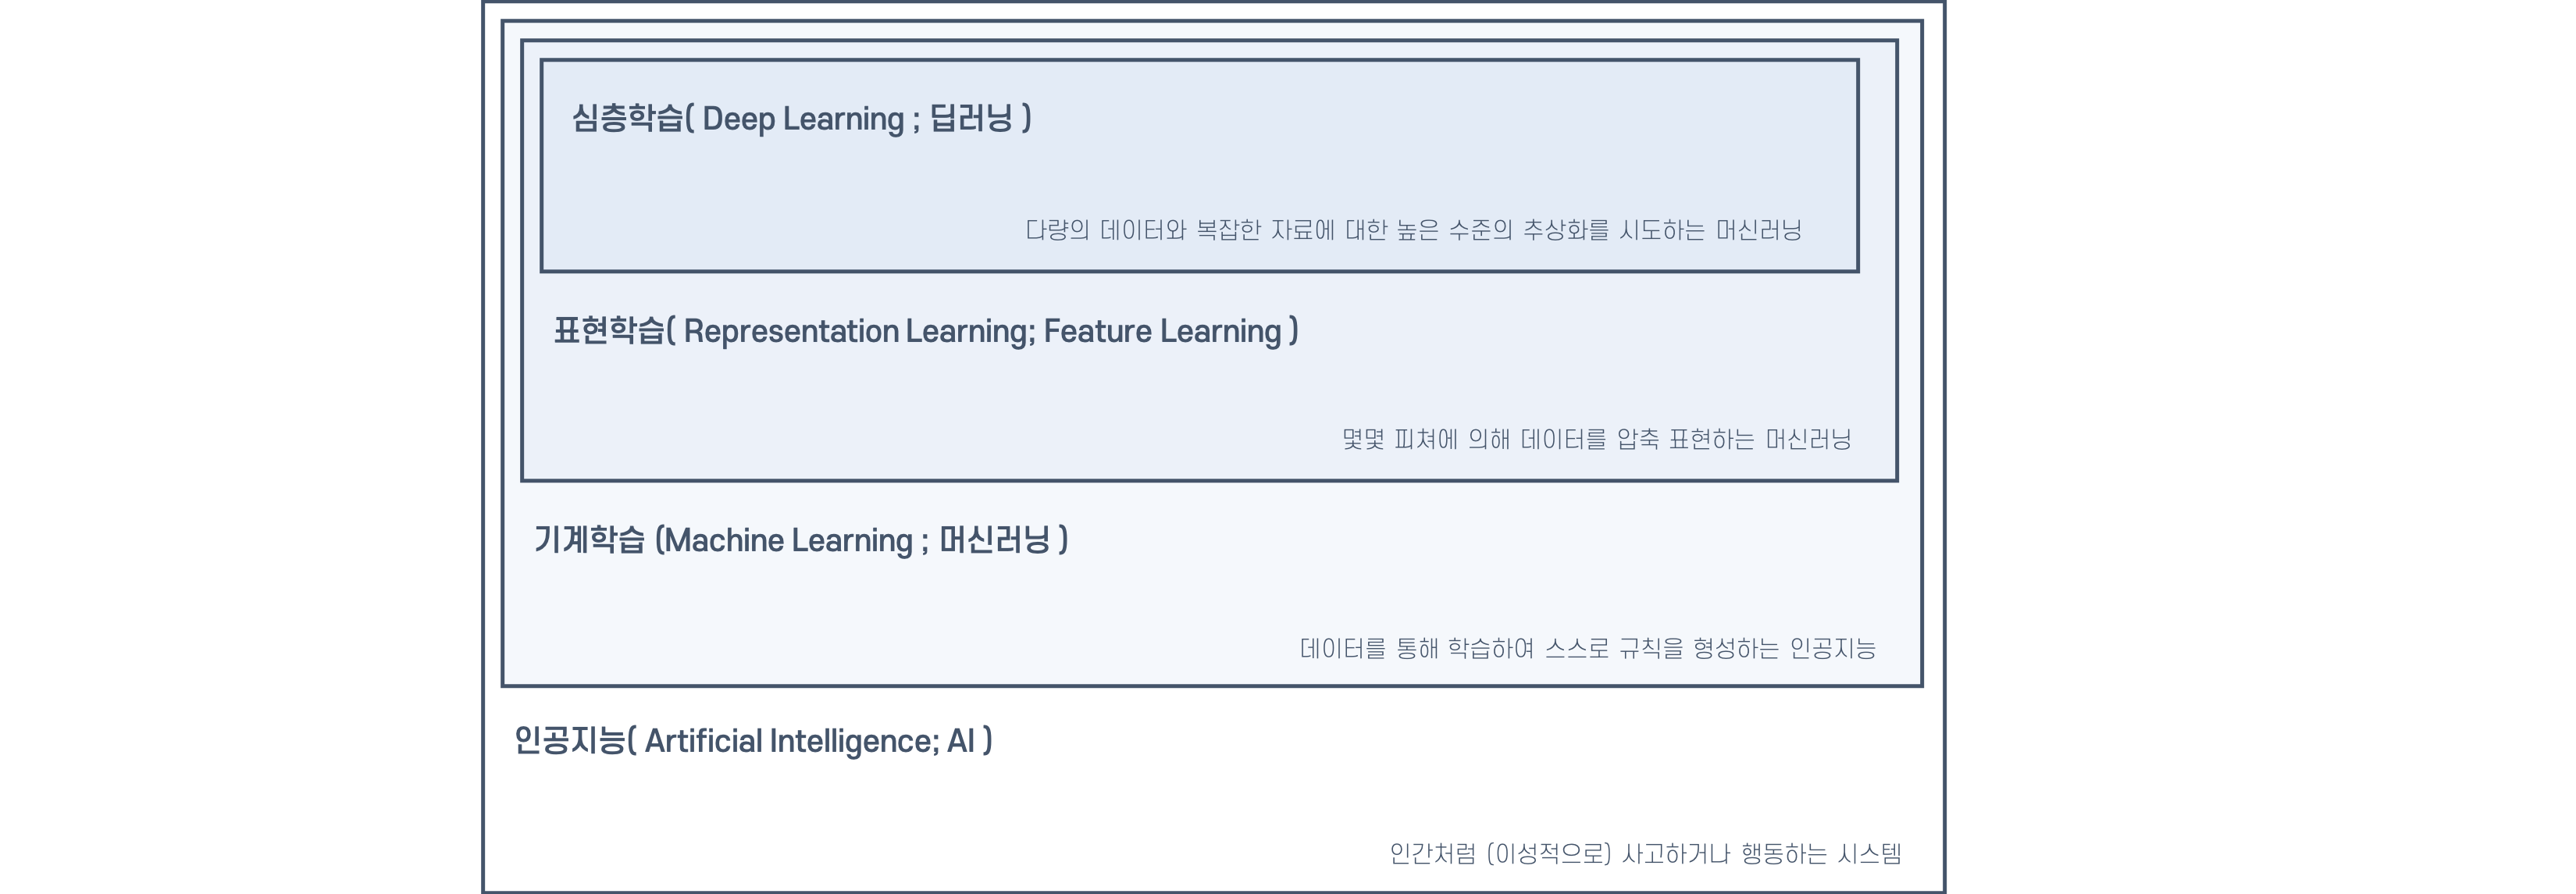 심층학습( Deep Learning ; 딥러닝 )
다량의 데이터와 복잡한 자료에 대한 높은 수준의 추상화를 시도하는 머신러닝
표현학습( Representation Learning; Feature Learning )
몇몇 피쳐에 의해 데이터를 압축 표현하는 머신러닝
기계학습 (Machine Learning ; 머신러닝 )
데이터를 통해 학습하여 스스로 규칙을 형성하는 인공지능
인공지능( Artificial Intelligence; AI )
인간처럼 (이성적으로) 사고하거나 행동하는 시스템